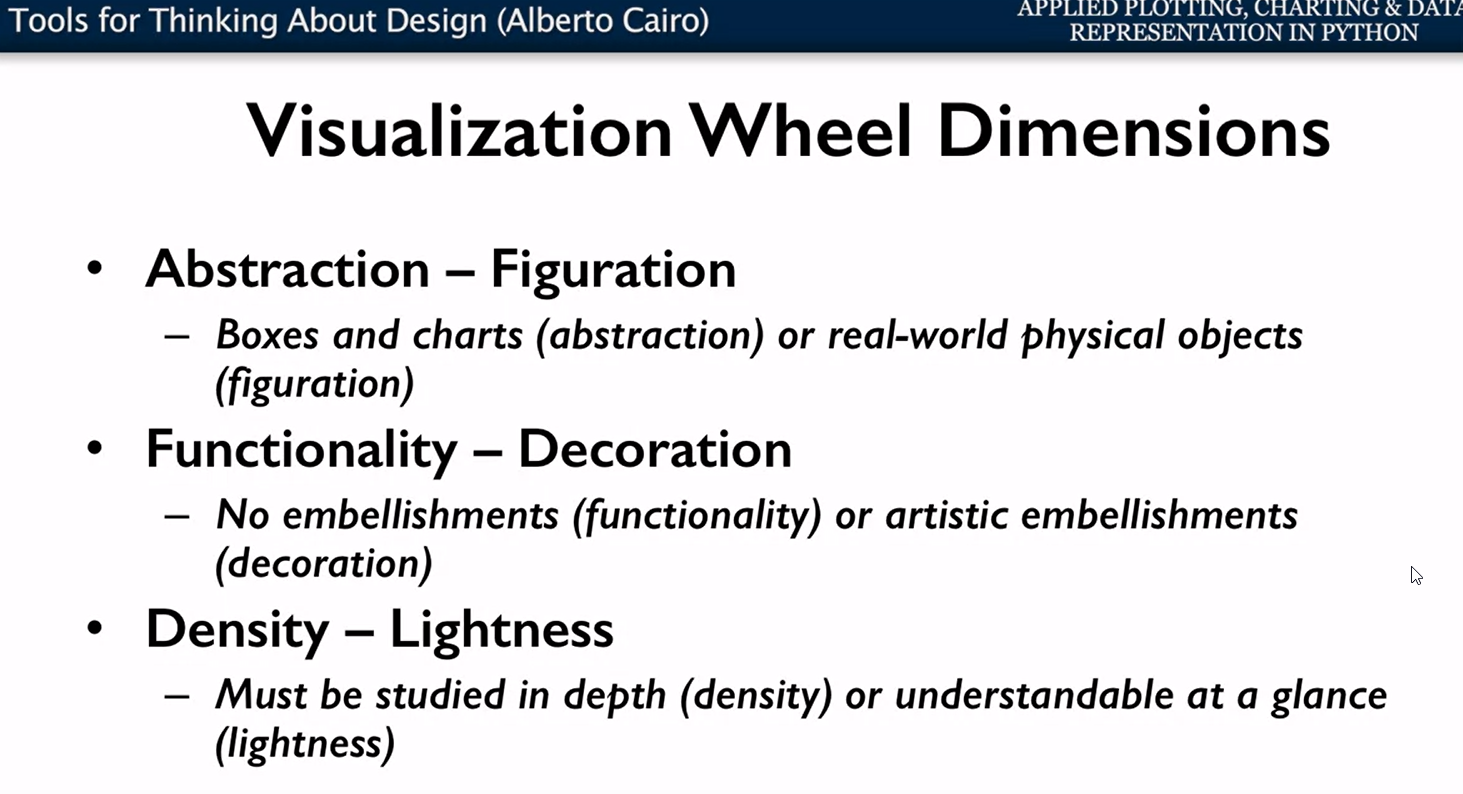 Tools for Thinking About Design (Alberto Cairo)
APPLIED PLOTTING, CHARTING & DATA
REPRESENTATION IN PYTHON
Visualization Wheel Dimensions
• Abstraction – Figuration
– Boxes and charts (abstraction) or real-world physical objects
(figuration)
• Functionality – Decoration
– No embellishments (functionality) or artistic embellishments
(decoration)
• Density – Lightness
– Must be studied in depth (density) or understandable at a glance
(lightness)